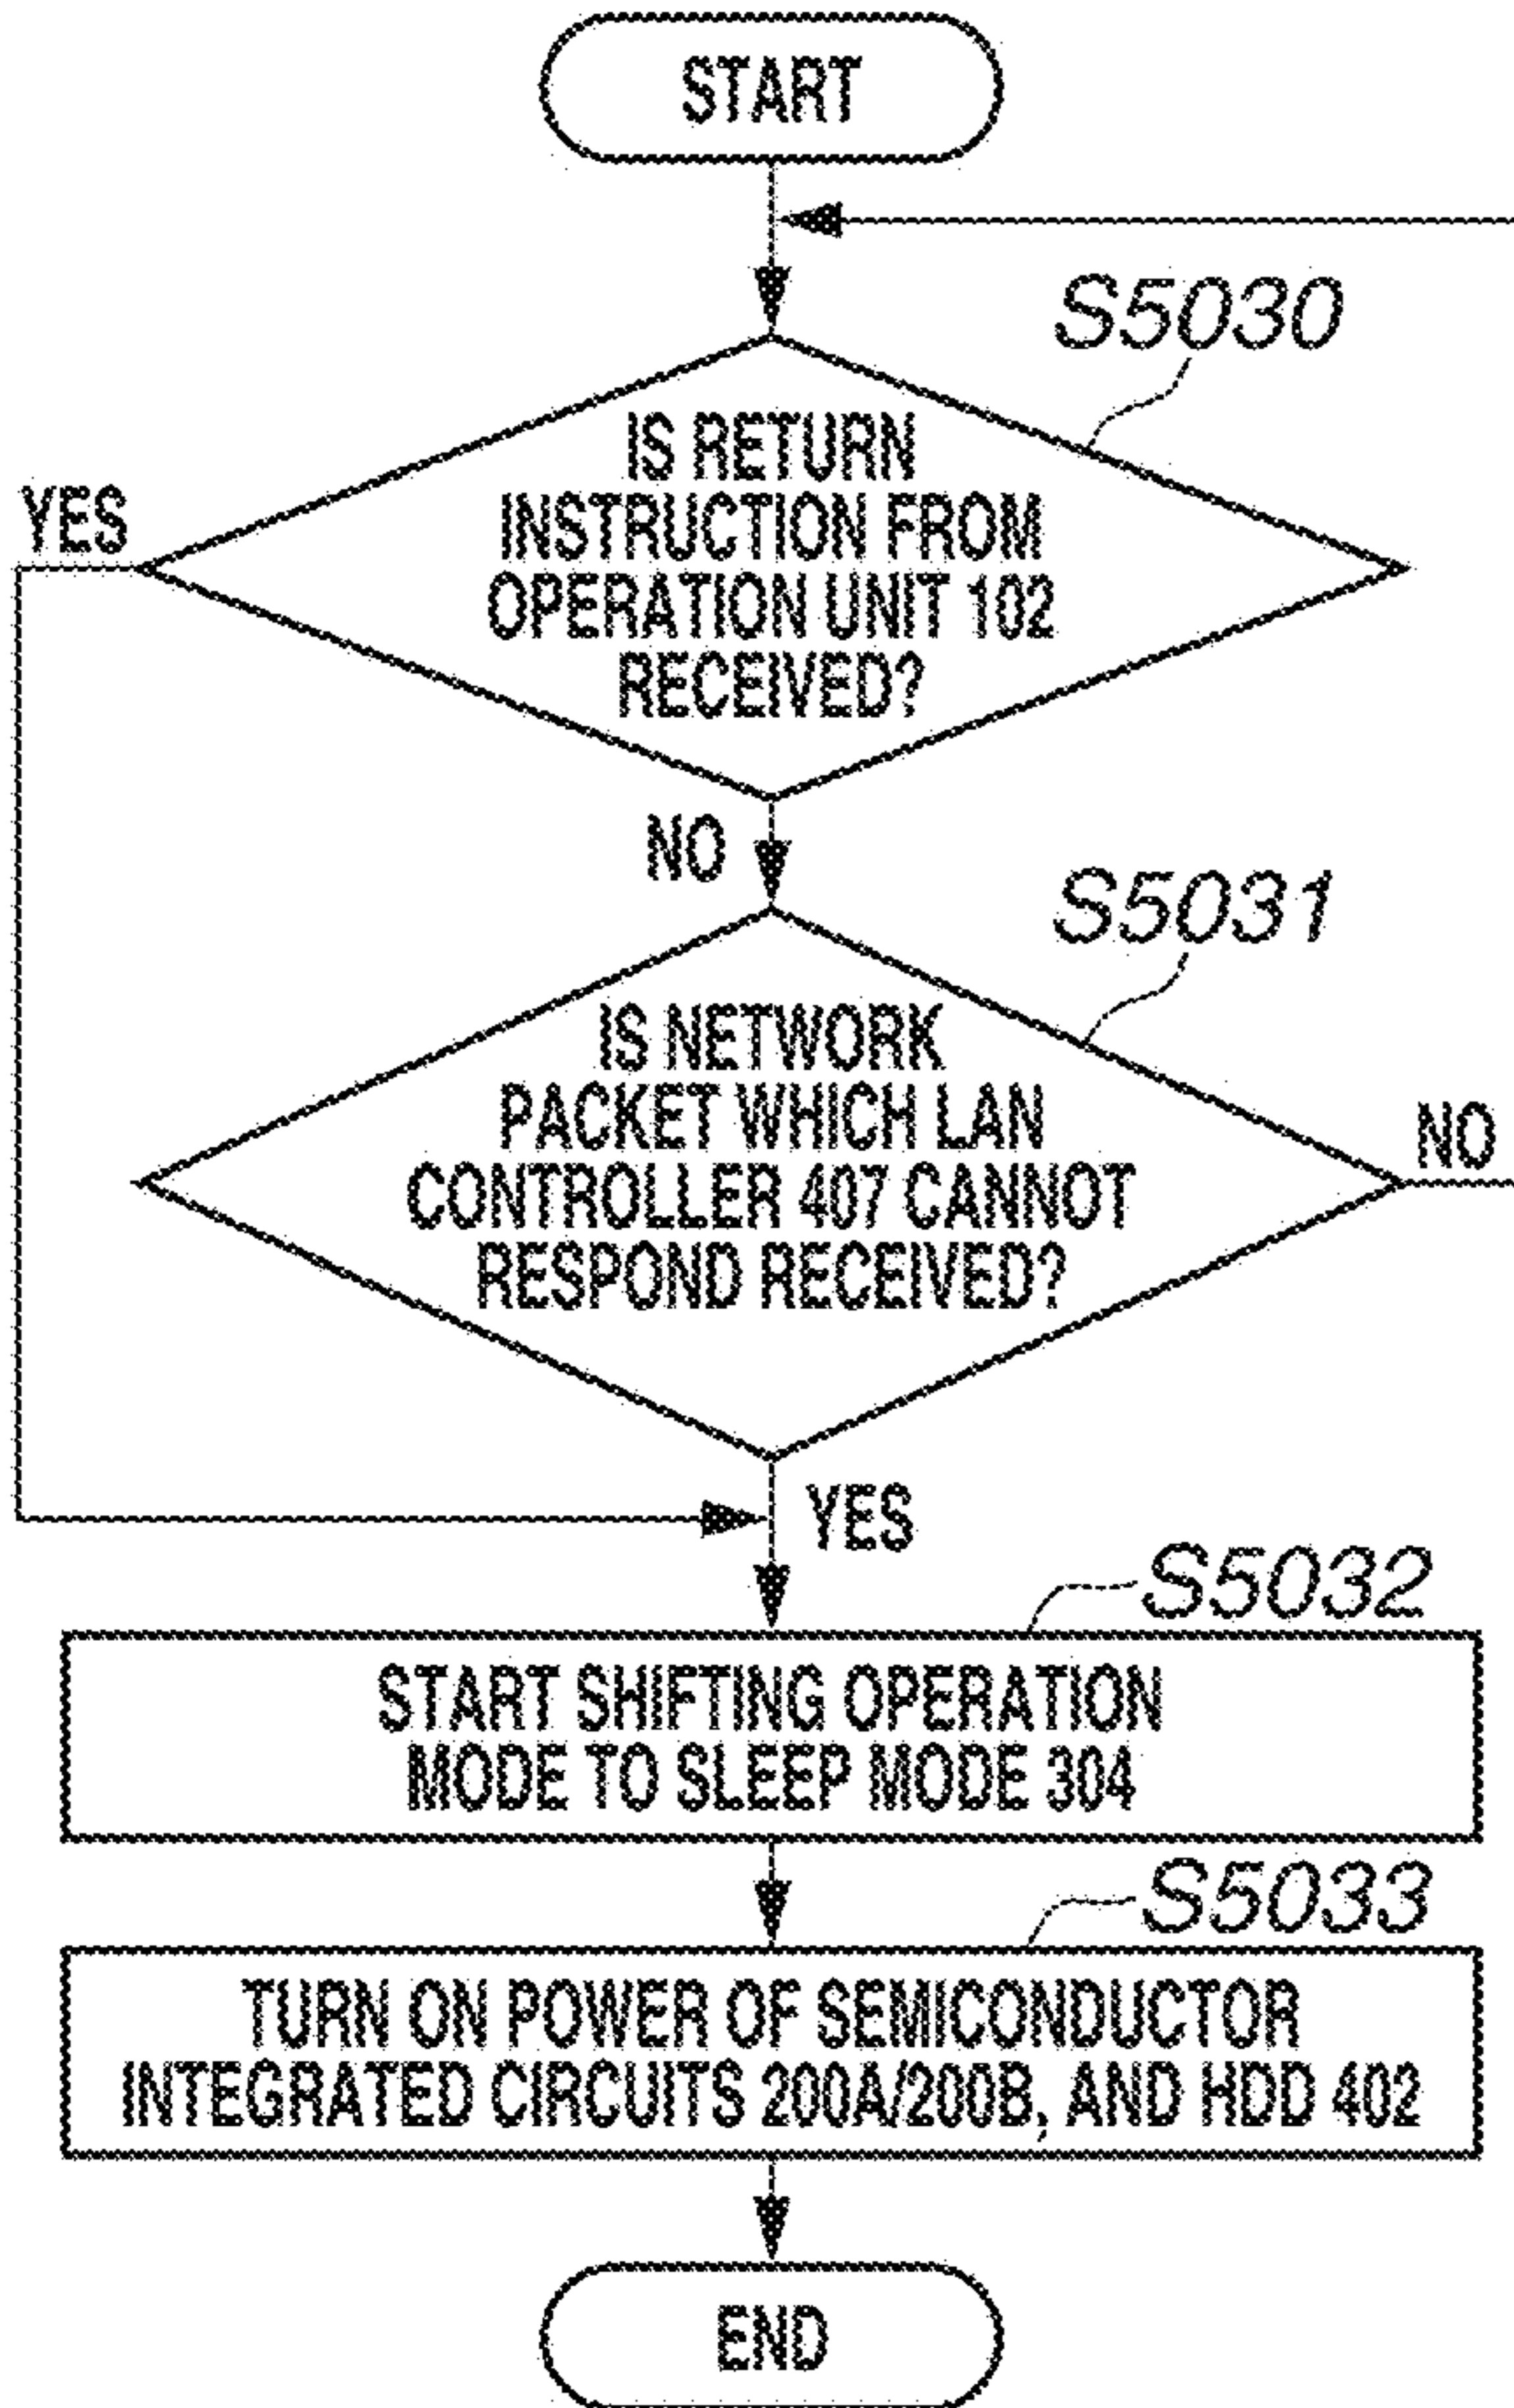 START
S5030
IS RETURN
INSTRUCTION FROM
OPERATION UNIT 102
RECEIVED?
YES
NO
S5031
IS NETWORK
PACKET WHICH LAN
CONTROLLER 407 CANNOT
RESPOND RECEIVED?
NO
YES
S5032
START SHIFTING OPERATION
MODE TO SLEEP MODE 304
S5033
TURN ON POWER OF SEMICONDUCTOR
INTEGRATED CIRCUITS 200A/200B, AND HDD 402
END